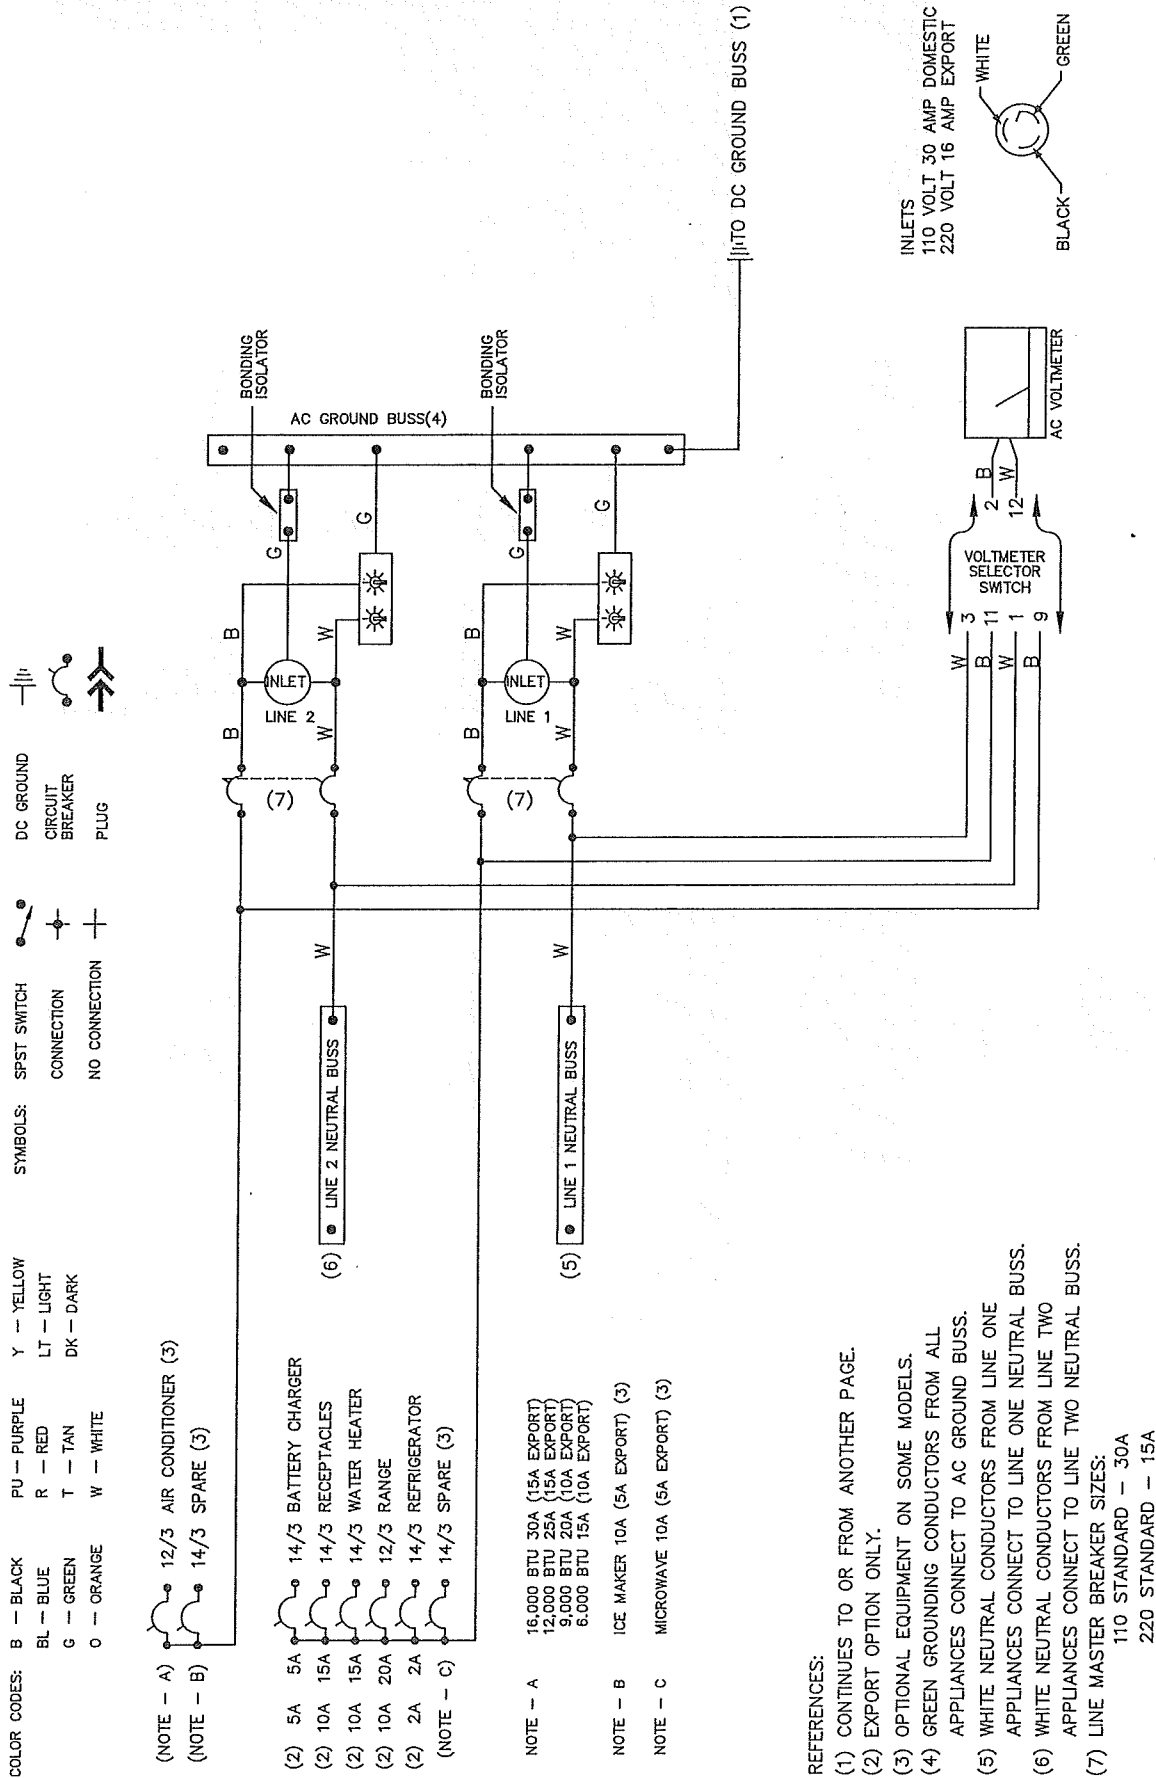 COLOR CODES: B – BLACK PU – PURPLE Y – YELLOW
BL – BLUE R – RED LT – LIGHT
G – GREEN T – TAN DK – DARK
O – ORANGE W – WHITE
SYMBOLS: SPST SWITCH DC GROUND
CONNECTION CIRCUIT
BREAKER
NO CONNECTION PLUG
(NOTE – A) 12/3 AIR CONDITIONER (3)
(NOTE – B) 14/3 SPARE (3)
(2) 5A 5A 14/3 BATTERY CHARGER
(2) 10A 15A 14/3 RECEPTACLES
(2) 10A 15A 14/3 WATER HEATER
(2) 10A 20A 12/3 RANGE
(2) 2A 2A 14/3 REFRIGERATOR
(NOTE – C) 14/3 SPARE (3)
NOTE – A 16,000 BTU 30A (15A EXPORT)
12,000 BTU 25A (15A EXPORT)
9,000 BTU 20A (10A EXPORT)
6.000 BTU 15A (10A EXPORT)
NOTE – B ICE MAKER 10A (5A EXPORT) (3)
NOTE – C MICROWAVE 10A (5A EXPORT) (3)
(6) LINE 2 NEUTRAL BUSS
W
(7)
B
W
LINE 2
INLET
B
W
G
G
BONDING
ISOLATOR
AC GROUND BUSS(4)
(5) LINE 1 NEUTRAL BUSS
W
(7)
B
W
LINE 1
INLET
B
W
G
G
BONDING
ISOLATOR
TO DC GROUND BUSS (1)
W 3
B 11
W 1
B 9
VOLTMETER
SELECTOR
SWITCH
2 B
12 W
AC VOLTMETER
INLETS
110 VOLT 30 AMP DOMESTIC
220 VOLT 16 AMP EXPORT
WHITE
BLACK
GREEN
REFERENCES:
(1) CONTINUES TO OR FROM ANOTHER PAGE.
(2) EXPORT OPTION ONLY.
(3) OPTIONAL EQUIPMENT ON SOME MODELS.
(4) GREEN GROUNDING CONDUCTORS FROM ALL
APPLIANCES CONNECT TO AC GROUND BUSS.
(5) WHITE NEUTRAL CONDUCTORS FROM LINE ONE
APPLIANCES CONNECT TO LINE ONE NEUTRAL BUSS.
(6) WHITE NEUTRAL CONDUCTORS FROM LINE TWO
APPLIANCES CONNECT TO LINE TWO NEUTRAL BUSS.
(7) LINE MASTER BREAKER SIZES:
110 STANDARD – 30A
220 STANDARD – 15A